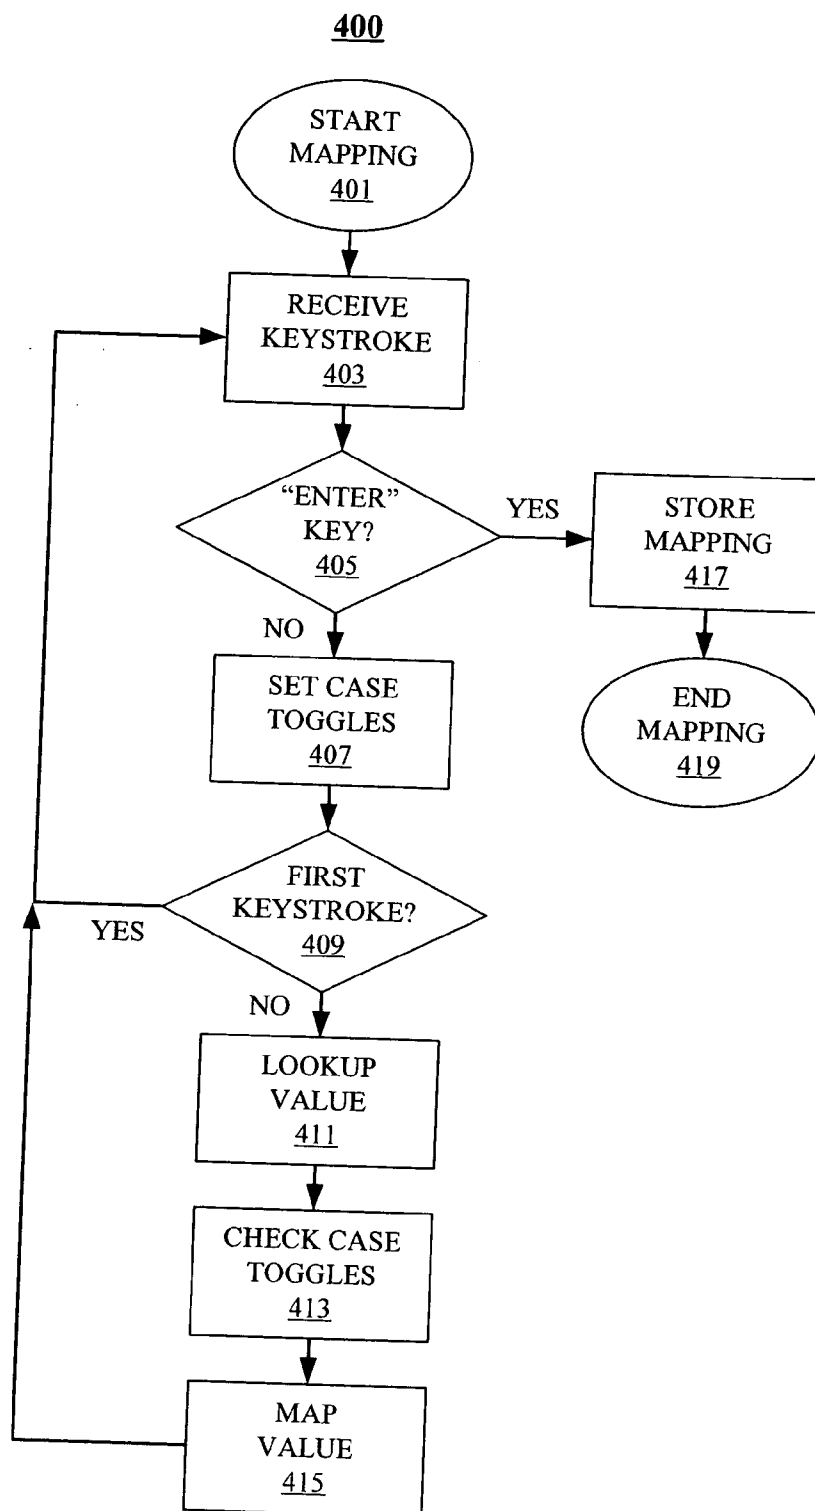 400
START
MAPPING
401
RECEIVE
KEYSTROKE
403
“ENTER”
KEY?
405
YES
STORE
MAPPING
417
NO
SET CASE
TOGGLES
407
END
MAPPING
419
FIRST
KEYSTROKE?
409
YES
NO
LOOKUP
VALUE
411
CHECK CASE
TOGGLES
413
MAP
VALUE
415